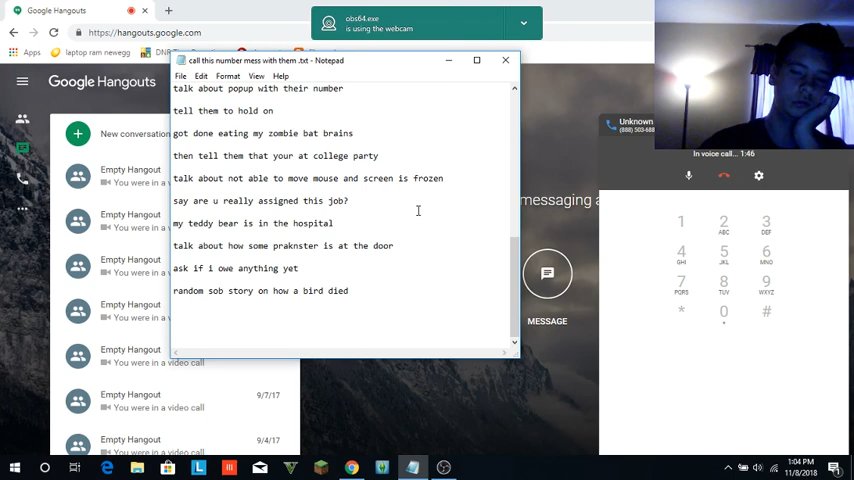 Google Hangouts
https://hangouts.google.com
Apps
laptop ram newegg
obs64.exe
is using the webcam
Google Hangouts
New conversation
Empty Hangout
You were in a vid
Empty Hangout
You were in a vid
Empty Hangout
You were in a vid
Empty Hangout
You were in a vid
Empty Hangout
You were in a video call
Empty Hangout
You were in a video call
9/7/17
Empty Hangout
You were in a video call
9/4/17
call this number mess with them .txt - Notepad
File Edit Format View Help
talk about popup with their number
tell them to hold on
got done eating my zombie bat brains
then tell them that your at college party
talk about not able to move mouse and screen is frozen
say are u really assigned this job?
my teddy bear is in the hospital
talk about how some praknster is at the door
ask if i owe anything yet
random sob story on how a bird died
messaging a
MESSAGE
Unknown
(888) 503-688
In voice call... 1:46
1 2 3
ABC DEF
4 5 6
GHI JKL MNO
7 8 9
PQRS TUV WXYZ
* 0 #
+
1:04 PM
11/8/2018